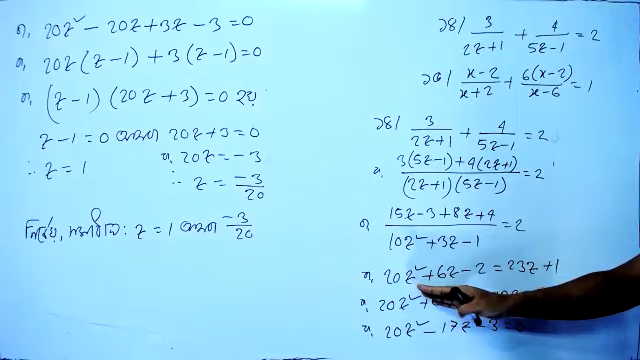 বা, 20z² - 20z + 3z - 3 = 0
বা, 20z (z-1) + 3 (z-1) = 0
বা, (z-1) (20z+3) = 0 হয়
z-1 = 0 অথবা 20z+3 = 0
∴ z = 1 বা, 20z = -3
∴ z = -3/20
নির্ণেয়, সমাধান: z = 1 অথবা -3/20
১৪। 3/(2z+1) + 4/(5z-1) = 2
(x-2)/(x+2) + 6(x-2)/(x-6) = 1
১৪। 3/(2z+1) + 4/(5z-1) = 2
বা, (3(5z-1) + 4(2z+1))/((2z+1)(5z-1)) = 2
বা, (15z-3+8z+4)/(10z²+3z-1) = 2
বা, 20z² + 6z - 2 = 23z + 1
বা, 20z² +
বা, 20z² - 17z - 3 = 0